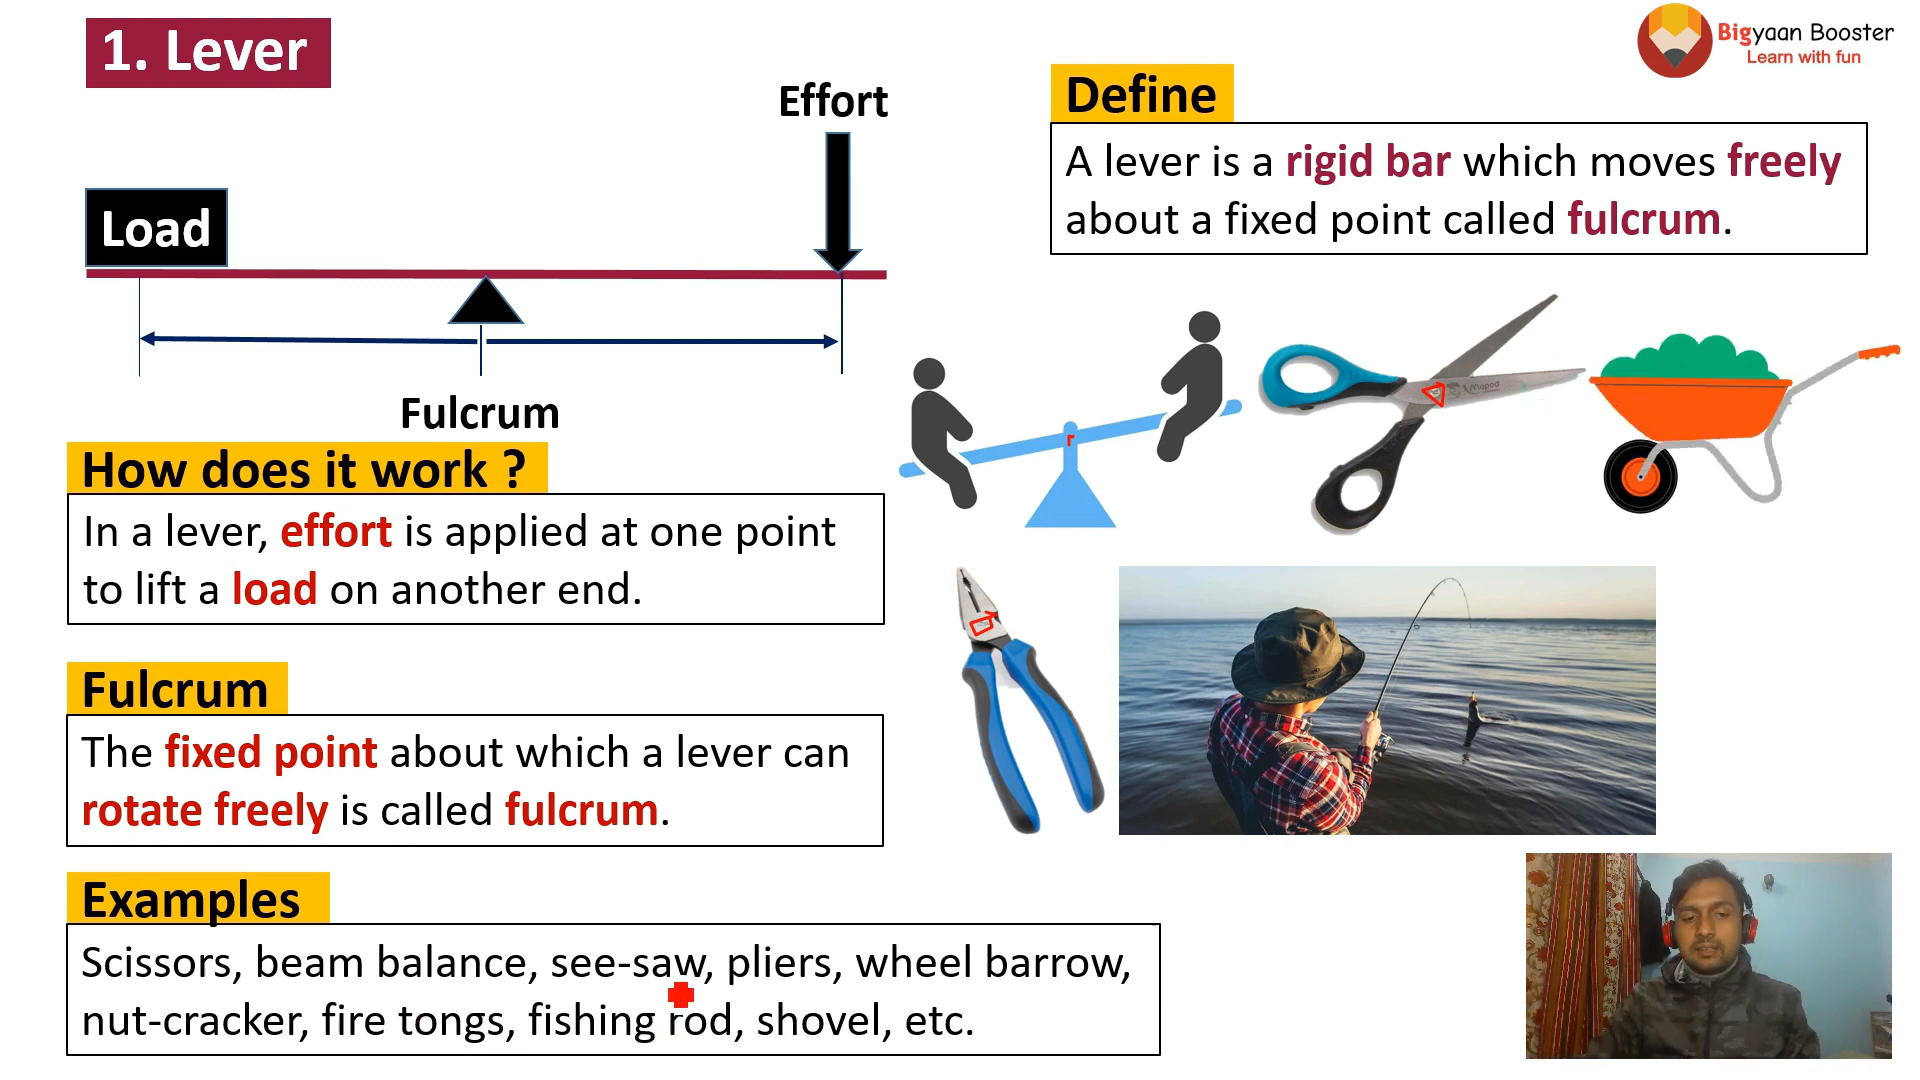 1. Lever
Bigyaan Booster
Learn with fun
Effort
Load
Fulcrum
Define
A lever is a rigid bar which moves freely
about a fixed point called fulcrum.
How does it work ?
In a lever, effort is applied at one point
to lift a load on another end.
Fulcrum
The fixed point about which a lever can
rotate freely is called fulcrum.
Examples
Scissors, beam balance, see-saw, pliers, wheel barrow,
nut-cracker, fire tongs, fishing rod, shovel, etc.